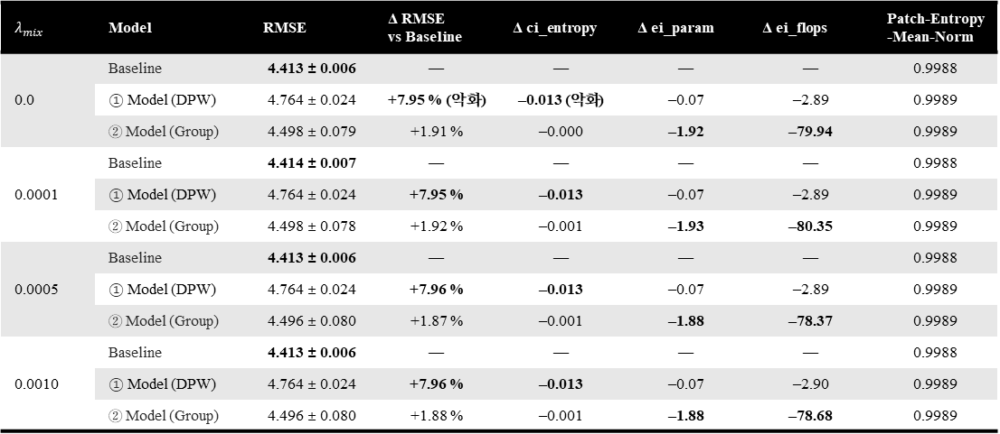 λmix Model RMSE Δ RMSE vs Baseline Δ ci_entropy Δ ei_param Δ ei_flops Patch-Entropy -Mean-Norm
Baseline 4.413 ± 0.006 — — — — 0.9988
0.0 ① Model (DPW) 4.764 ± 0.024 +7.95 % (악화) –0.013 (악화) –0.07 –2.89 0.9989
② Model (Group) 4.498 ± 0.079 +1.91 % –0.000 –1.92 –79.94 0.9989
Baseline 4.414 ± 0.007 — — — — 0.9988
0.0001 ① Model (DPW) 4.764 ± 0.024 +7.95 % –0.013 –0.07 –2.89 0.9989
② Model (Group) 4.498 ± 0.078 +1.92 % –0.001 –1.93 –80.35 0.9989
Baseline 4.413 ± 0.006 — — — — 0.9988
0.0005 ① Model (DPW) 4.764 ± 0.024 +7.96 % –0.013 –0.07 –2.89 0.9989
② Model (Group) 4.496 ± 0.080 +1.87 % –0.001 –1.88 –78.37 0.9989
Baseline 4.413 ± 0.006 — — — — 0.9988
0.0010 ① Model (DPW) 4.764 ± 0.024 +7.96 % –0.013 –0.07 –2.90 0.9989
② Model (Group) 4.496 ± 0.080 +1.88 % –0.001 –1.88 –78.68 0.9989